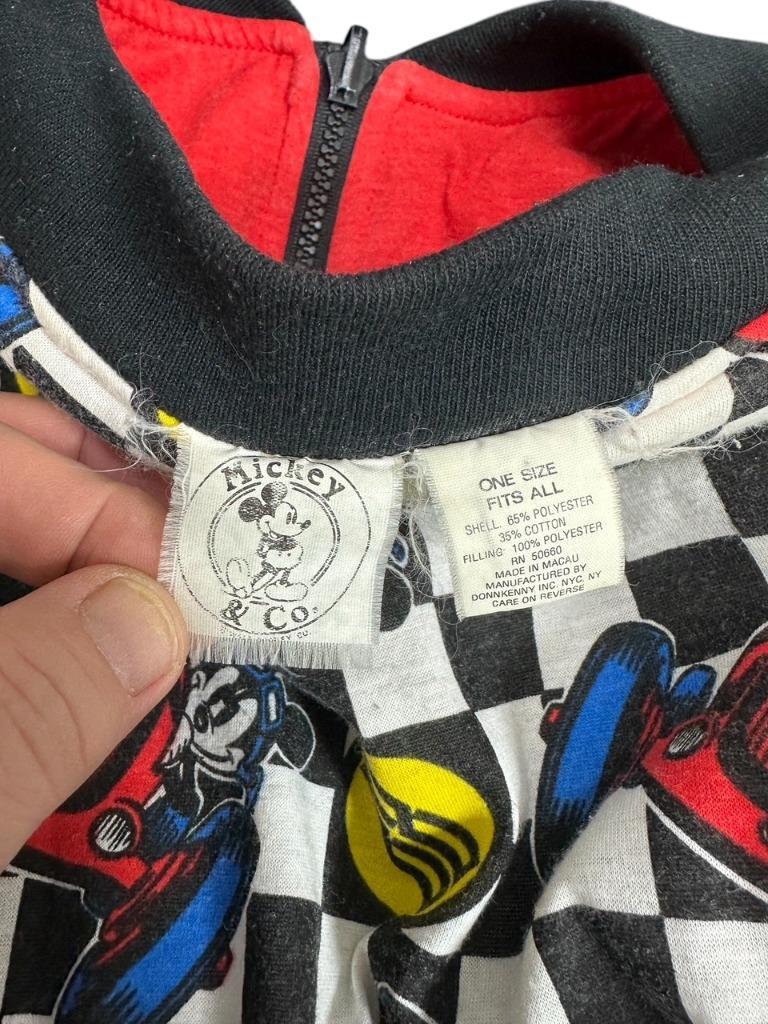 Mickey
& Co.
ONE SIZE
FITS ALL
SHELL: 65% POLYESTER
35% COTTON
FILLING: 100% POLYESTER
RN 50660
MADE IN MACAU
MANUFACTURED BY
DONNKENNY INC. NYC, NY
CARE ON REVERSE